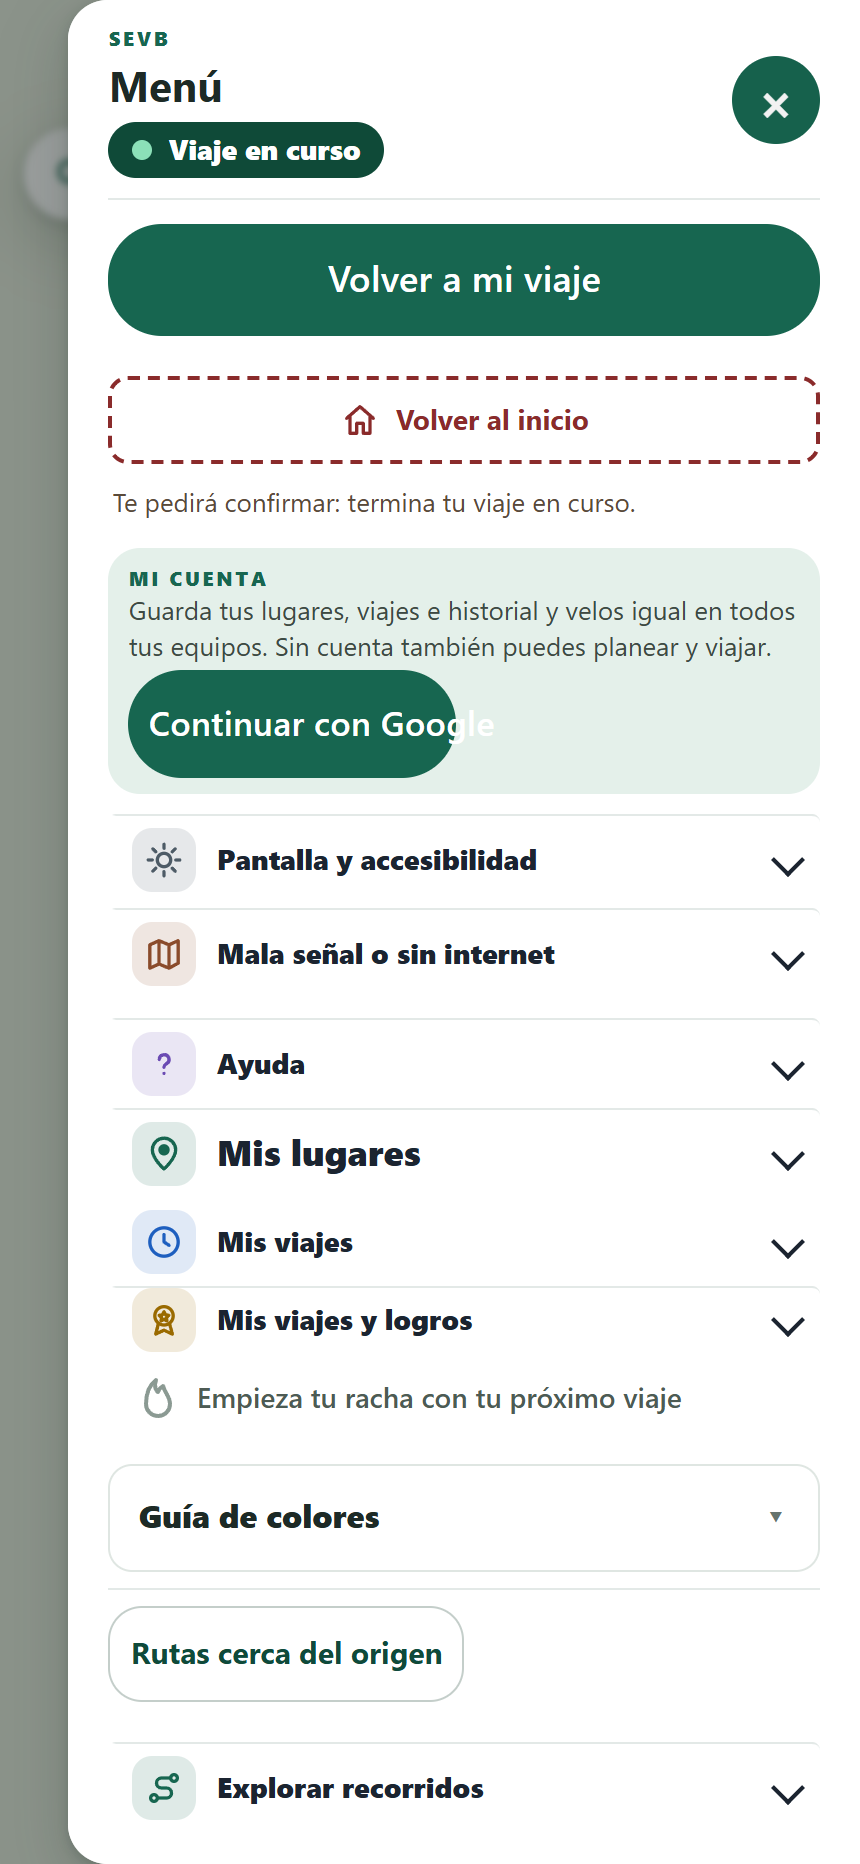 SEVB
Menú
Viaje en curso
Volver a mi viaje
Volver al inicio
Te pedirá confirmar: termina tu viaje en curso.
MI CUENTA
Guarda tus lugares, viajes e historial y velos igual en todos
tus equipos. Sin cuenta también puedes planear y viajar.
Continuar con Google
Pantalla y accesibilidad
Mala señal o sin internet
Ayuda
Mis lugares
Mis viajes
Mis viajes y logros
Empieza tu racha con tu próximo viaje
Guía de colores
Rutas cerca del origen
Explorar recorridos